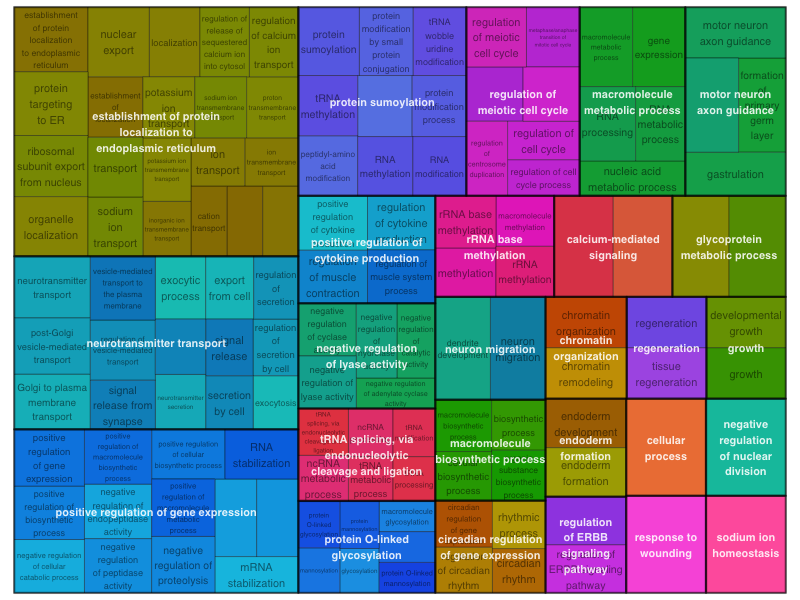 establishment
of protein
localization
to endoplasmic
reticulum
nuclear
export
localization
regulation of
release of
sequestered
calcium ion
into cytosol
regulation
of calcium
ion
transport
protein
targeting
to ER
potassium
ion
transport
sodium ion
transmembrane
transport
proton
transmembrane
transport
establishment of protein
localization to
endoplasmic reticulum
ribosomal
subunit export
from nucleus
transport
potassium ion
transmembrane
transport
ion
transport
ion
transmembrane
transport
organelle
localization
sodium
ion
transport
inorganic ion
transmembrane
transport
cation
transport
protein
sumoylation
protein
modification
by small
protein
conjugation
tRNA
wobble
uridine
modification
tRNA
methylation
protein
modification
process
protein sumoylation
peptidyl-amino
acid
modification
RNA
methylation
RNA
modification
regulation
of meiotic
cell cycle
regulation of
meiotic cell cycle
regulation
of
centrosome
duplication
regulation of
cell cycle
regulation of cell
cycle process
macromolecule
metabolic
process
gene
expression
macromolecule
metabolic process
RNA
processing
RNA
metabolic
process
nucleic acid
metabolic process
motor neuron
axon guidance
formation
of
primary
germ
layer
motor neuron
axon guidance
gastrulation
positive
regulation
of cytokine
production
regulation
of cytokine
production
positive regulation of
cytokine production
regulation
of muscle
contraction
regulation of
muscle system
process
rRNA base
methylation
macromolecule
methylation
rRNA base
methylation
methylation
rRNA
methylation
calcium-mediated
signaling
glycoprotein
metabolic process
neurotransmitter
transport
vesicle-mediated
transport to
the plasma
membrane
exocytic
process
export
from cell
regulation
of
secretion
post-Golgi
vesicle-mediated
transport
regulation of
vesicle-mediated
transport
signal
release
regulation
of
secretion
by cell
neurotransmitter transport
Golgi to plasma
membrane
transport
signal
release from
synapse
neurotransmitter
secretion
secretion
by cell
exocytosis
negative
regulation
of cyclase
activity
negative
regulation
of
negative
regulation
of
catalytic
activity
negative regulation
of lyase activity
negative
regulation of
lyase activity
negative regulation
of adenylate cyclase
activity
dendrite
development
neuron
migration
neuron migration
chromatin
organization
chromatin
organization
chromatin
remodeling
regeneration
regeneration
tissue
regeneration
developmental
growth
growth
growth
positive
regulation
of gene
expression
positive
regulation of
macromolecule
biosynthetic
process
positive regulation
of cellular
biosynthetic process
RNA
stabilization
positive
regulation of
biosynthetic
process
negative
regulation of
endopeptidase
activity
positive
regulation of
metabolic
process
positive regulation of gene expression
negative
regulation of cellular
catabolic process
negative
regulation
of peptidase
activity
negative
regulation of
proteolysis
mRNA
stabilization
tRNA
splicing, via
endonucleolytic
ncRNA
processing
tRNA splicing, via
endonucleolytic
cleavage and ligation
ncRNA
metabolic
process
tRNA
metabolic
process
processing
macromolecule
biosynthetic
process
biosynthetic
process
macromolecule
biosynthetic process
process
substance
biosynthetic
process
endoderm
development
endoderm
formation
endoderm
formation
cellular
process
negative
regulation
of nuclear
division
protein
O-linked
glycosylation
protein
mannosylation
macromolecule
glycosylation
protein O-linked
glycosylation
mannosylation
glycosylation
protein O-linked
mannosylation
circadian
regulation
of gene
expression
rhythmic
process
circadian regulation
of gene expression
of circadian
rhythm
circadian
rhythm
regulation
of ERBB
signaling
pathway
response to
wounding
sodium ion
homeostasis